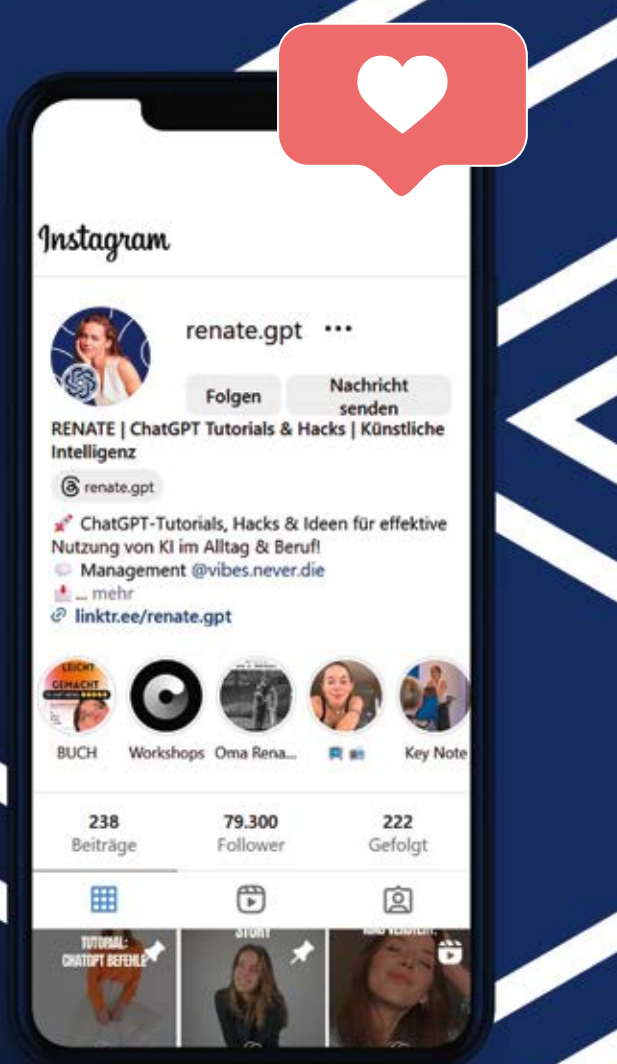 Instagram
renate.gpt
Folgen
Nachricht
senden
RENATE | ChatGPT Tutorials & Hacks | Künstliche
Intelligenz
renate.gpt
🚀 ChatGPT-Tutorials, Hacks & Ideen für effektive
Nutzung von KI im Alltag & Beruf!
💬 Management @vibes.never.die
📩 ... mehr
linktr.ee/renate.gpt
LEICHT
GEMACHT
BUCH
Workshops
Oma Rena...
Key Note
238
Beiträge
79.300
Follower
222
Gefolgt
TUTORIAL:
CHATGPT BEFEHLE
STORY